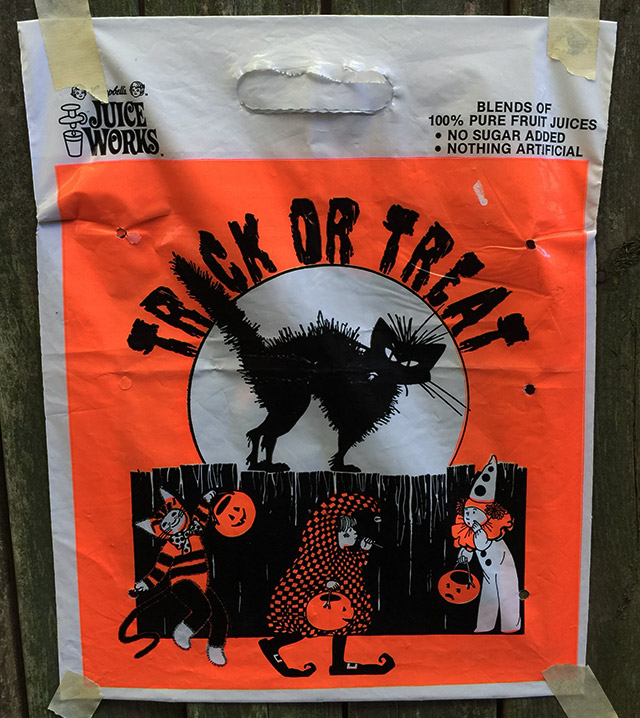 Campbell's
JUICE
WORKS.
BLENDS OF
100% PURE FRUIT JUICES
• NO SUGAR ADDED
• NOTHING ARTIFICIAL
TRICK OR TREAT